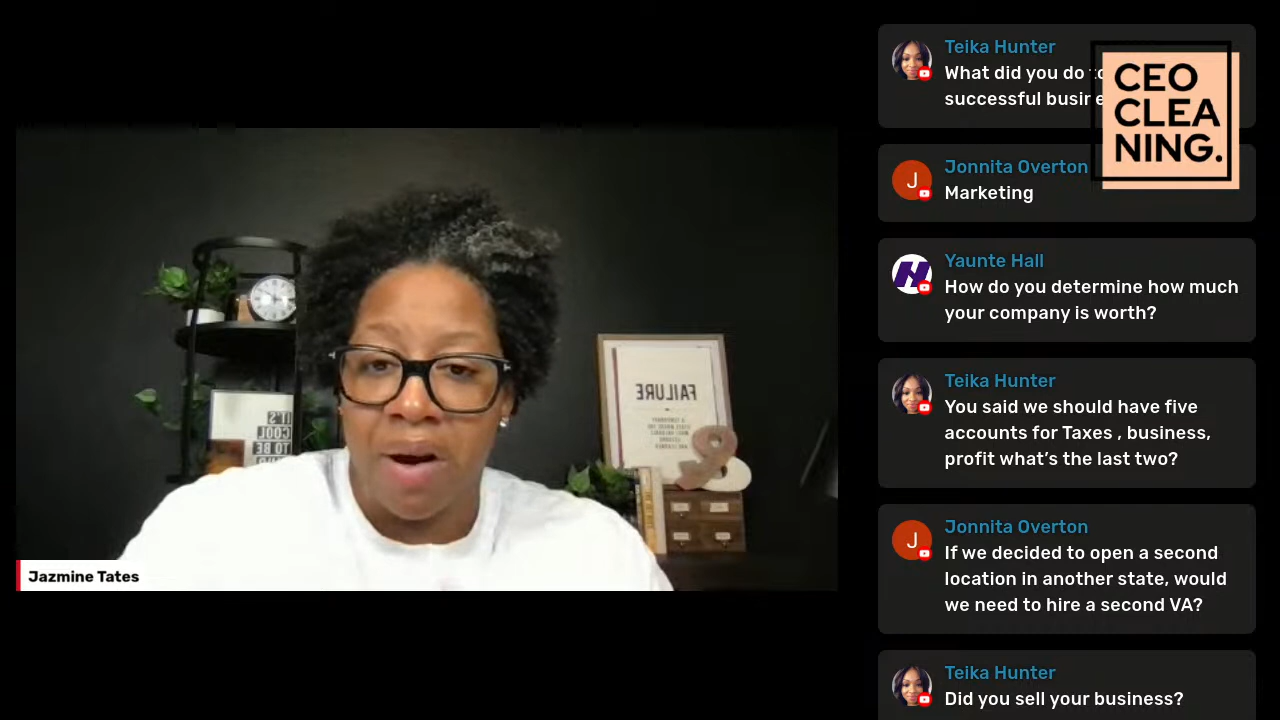 Teika Hunter
What did you do
successful
CEO
CLEA
NING.
Jonnita Overton
Marketing
Yaunte Hall
How do you determine how much
your company is worth?
Teika Hunter
You said we should have five
accounts for Taxes , business,
profit what’s the last two?
J
Jonnita Overton
If we decided to open a second
location in another state, would
we need to hire a second VA?
Teika Hunter
Did you sell your business?
FAILURE
IT'S
COOL
TO BE
Jazmine Tates